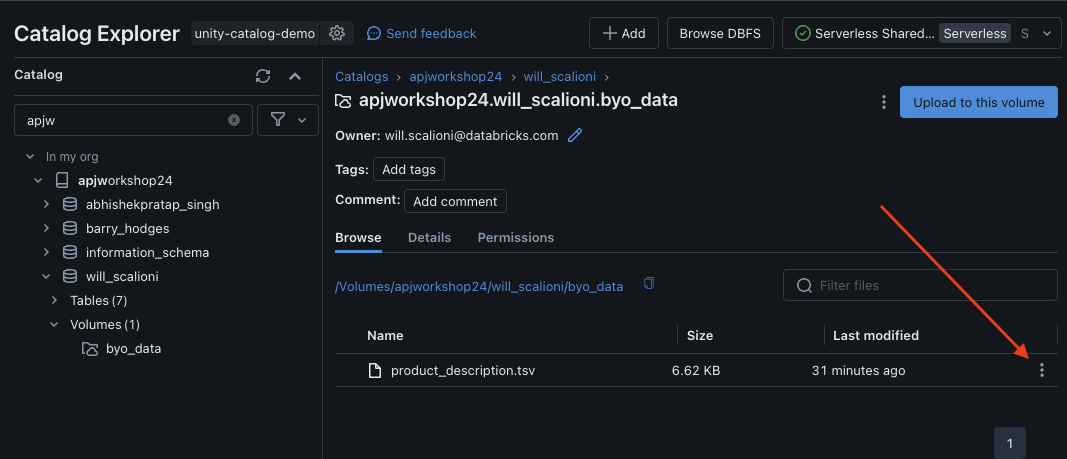 Catalog Explorer unity-catalog-demo Send feedback + Add Browse DBFS Serverless Shared... Serverless S
Catalog
apjw
In my org
apjworkshop24
abhishekpratap_singh
barry_hodges
information_schema
will_scalioni
Tables (7)
Volumes (1)
byo_data
Catalogs > apjworkshop24 > will_scalioni >
apjworkshop24.will_scalioni.byo_data Upload to this volume
Owner: will.scalioni@databricks.com
Tags: Add tags
Comment: Add comment
Browse Details Permissions
/Volumes/apjworkshop24/will_scalioni/byo_data Filter files
Name Size Last modified
product_description.tsv 6.62 KB 31 minutes ago
1